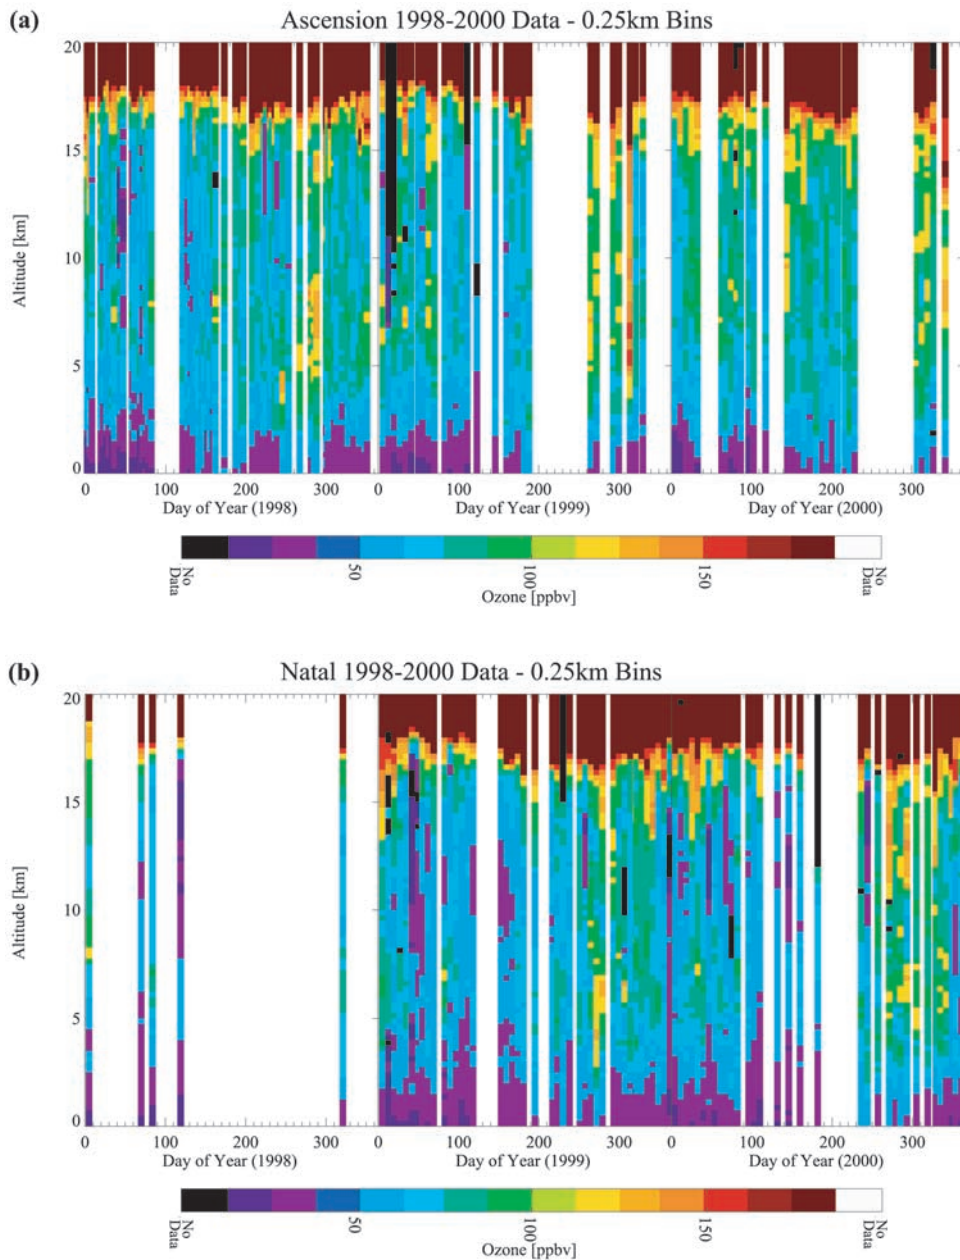 (a)
Ascension 1998-2000 Data - 0.25km Bins
20
15
10
5
0
Altitude [km]
0 100 200 300 0 100 200 300 0 100 200 300
Day of Year (1998) Day of Year (1999) Day of Year (2000)
No Data 50 100 150 No Data
Ozone [ppbv]
(b)
Natal 1998-2000 Data - 0.25km Bins
20
15
10
5
0
Altitude [km]
0 100 200 300 0 100 200 300 0 100 200 300
Day of Year (1998) Day of Year (1999) Day of Year (2000)
No Data 50 100 150 No Data
Ozone [ppbv]